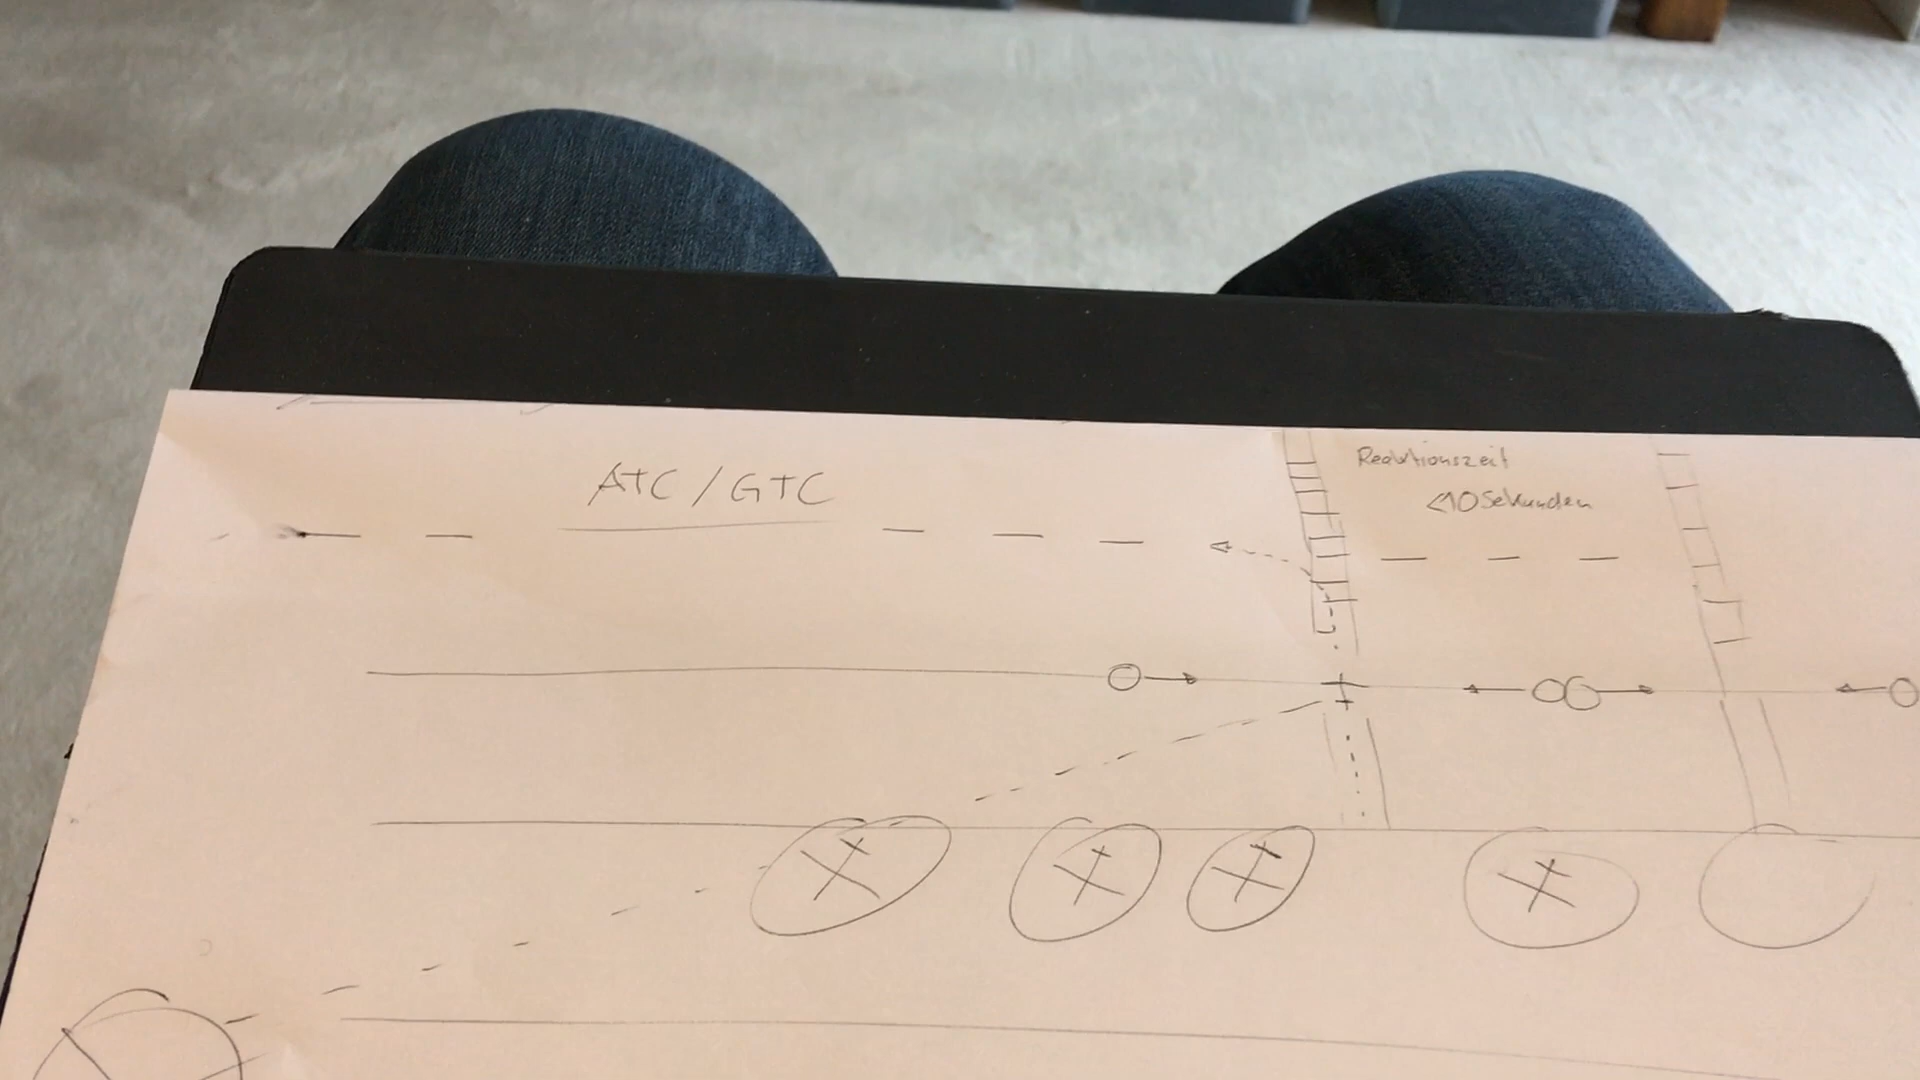 ATC / GTC
Reaktionszeit
<10 Sekunden